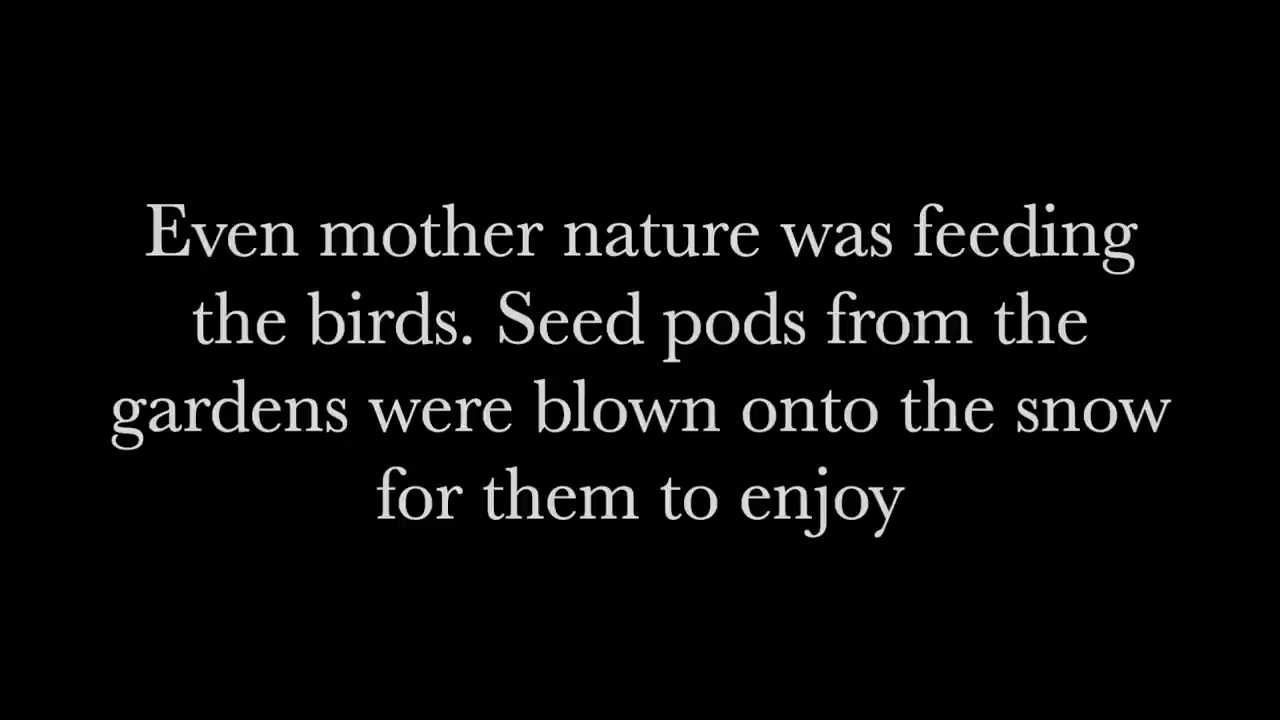 Even mother nature was feeding
the birds. Seed pods from the
gardens were blown onto the snow
for them to enjoy